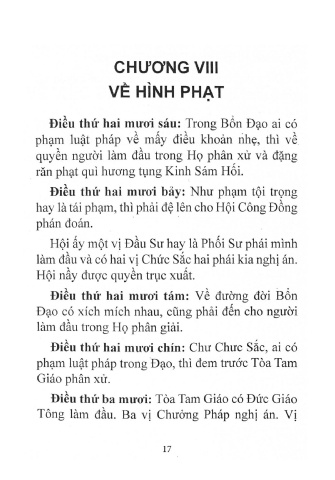 CHƯƠNG VIII
VỀ HÌNH PHẠT
Điều thứ hai mươi sáu: Trong Bổn Đạo ai có
phạm luật pháp về mấy điều khoản nhẹ, thì về
quyền người làm đầu trong Họ phân xử và đặng
răn phạt quì hương tụng Kinh Sám Hối.
Điều thứ hai mươi bảy: Như phạm tội trọng
hay là tái phạm, thì phải đệ lên cho Hội Công Đồng
phán đoán.
Hội ấy một vị Đầu Sư hay là Phối Sư phái mình
làm đầu và có hai vị Chức Sắc hai phái kia nghị án.
Hội nầy được quyền trục xuất.
Điều thứ hai mươi tám: Về đường đời Bổn
Đạo có xích mích nhau, cũng phải đến cho người
làm đầu trong Họ phân giải.
Điều thứ hai mươi chín: Chư Chưc Sắc, ai có
phạm luật pháp trong Đạo, thì đem trước Tòa Tam
Giáo phân xử.
Điều thứ ba mươi: Tòa Tam Giáo có Đức Giáo
Tông làm đầu. Ba vị Chưởng Pháp nghị án. Vị
17